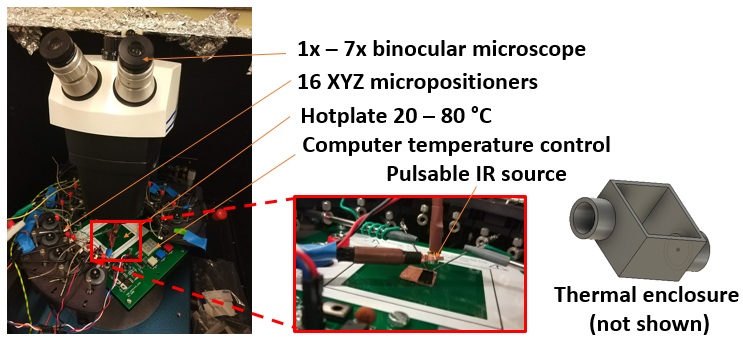 1x – 7x binocular microscope
16 XYZ micropositioners
Hotplate 20 – 80 °C
Computer temperature control
Pulsable IR source
Thermal enclosure
(not shown)